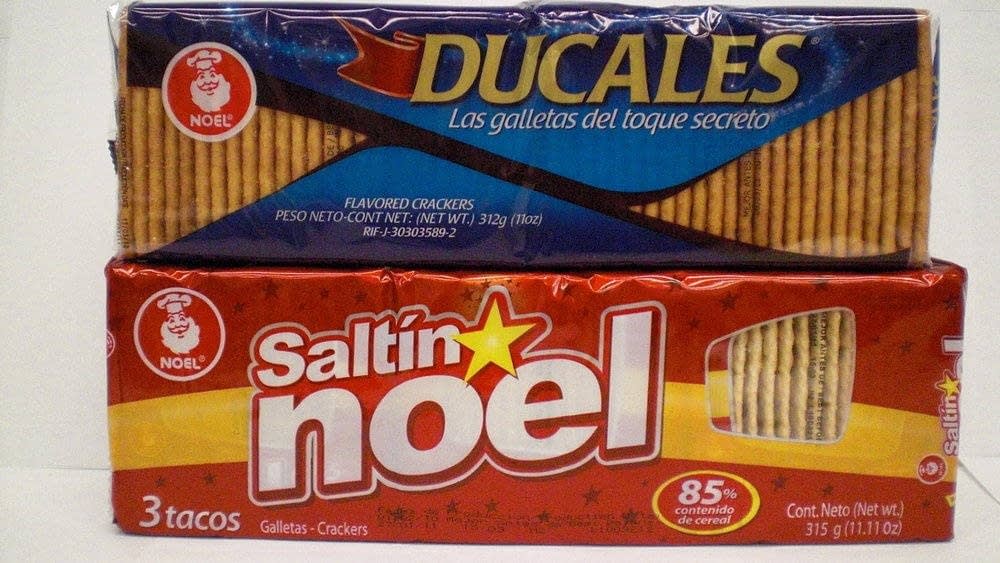 NOEL®
DUCALES®
Las galletas del toque secreto
FLAVORED CRACKERS
PESO NETO-CONT NET: (NET WT.) 312g (11oz)
RIF-J-30303589-2
NOEL®
Saltín
noel
Saltín
3 tacos
Galletas - Crackers
85%
contenido
de cereal
Cont. Neto (Net wt.)
315 g (11.11 Oz)